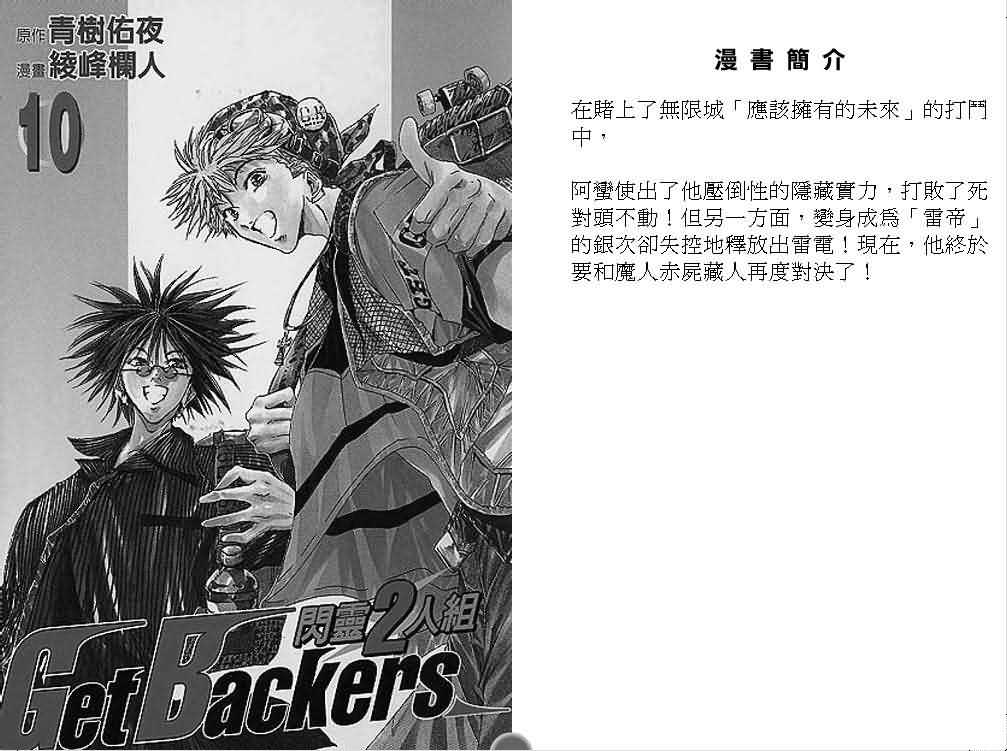 原作 青樹佑夜
漫畫 綾峰欄人
10
閃靈2人組
Get Backers
漫畫簡介
在賭上了無限城「應該擁有的未來」的打鬥
中，
阿蠻使出了他壓倒性的隱藏實力，打敗了死
對頭不動！但另一方面，變身成為「雷帝」
的銀次卻失控地釋放出雷電！現在，他終於
要和魔人赤屍藏人再度對決了！